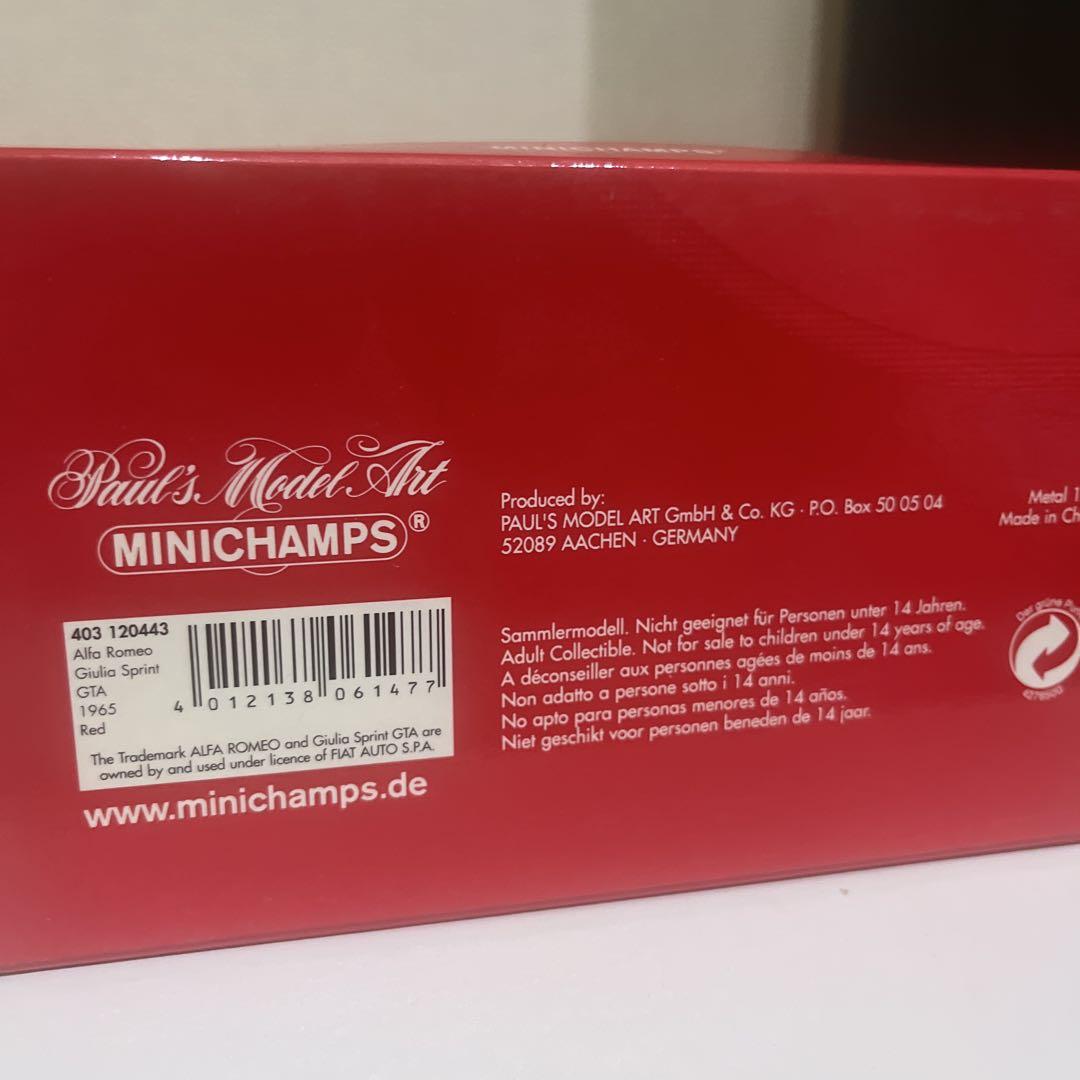 MINICHAMPS
Paul's Model Art
MINICHAMPS®
403 120443
Alfa Romeo
Giulia Sprint
GTA
1965
Red
4 012138 061477
The Trademark ALFA ROMEO and Giulia Sprint GTA are
owned by and used under licence of FIAT AUTO S.P.A.
www.minichamps.de
Produced by:
PAUL'S MODEL ART GmbH & Co. KG · P.O. Box 50 05 04
52089 AACHEN · GERMANY
Metal
Made in
Sammlermodell. Nicht geeignet für Personen unter 14 Jahren.
Adult Collectible. Not for sale to children under 14 years of age.
A déconseiller aux personnes agées de moins de 14 ans.
Non adatto a persone sotto i 14 anni.
No apto para personas menores de 14 años.
Niet geschikt voor personen beneden de 14 jaar.
Der grüne